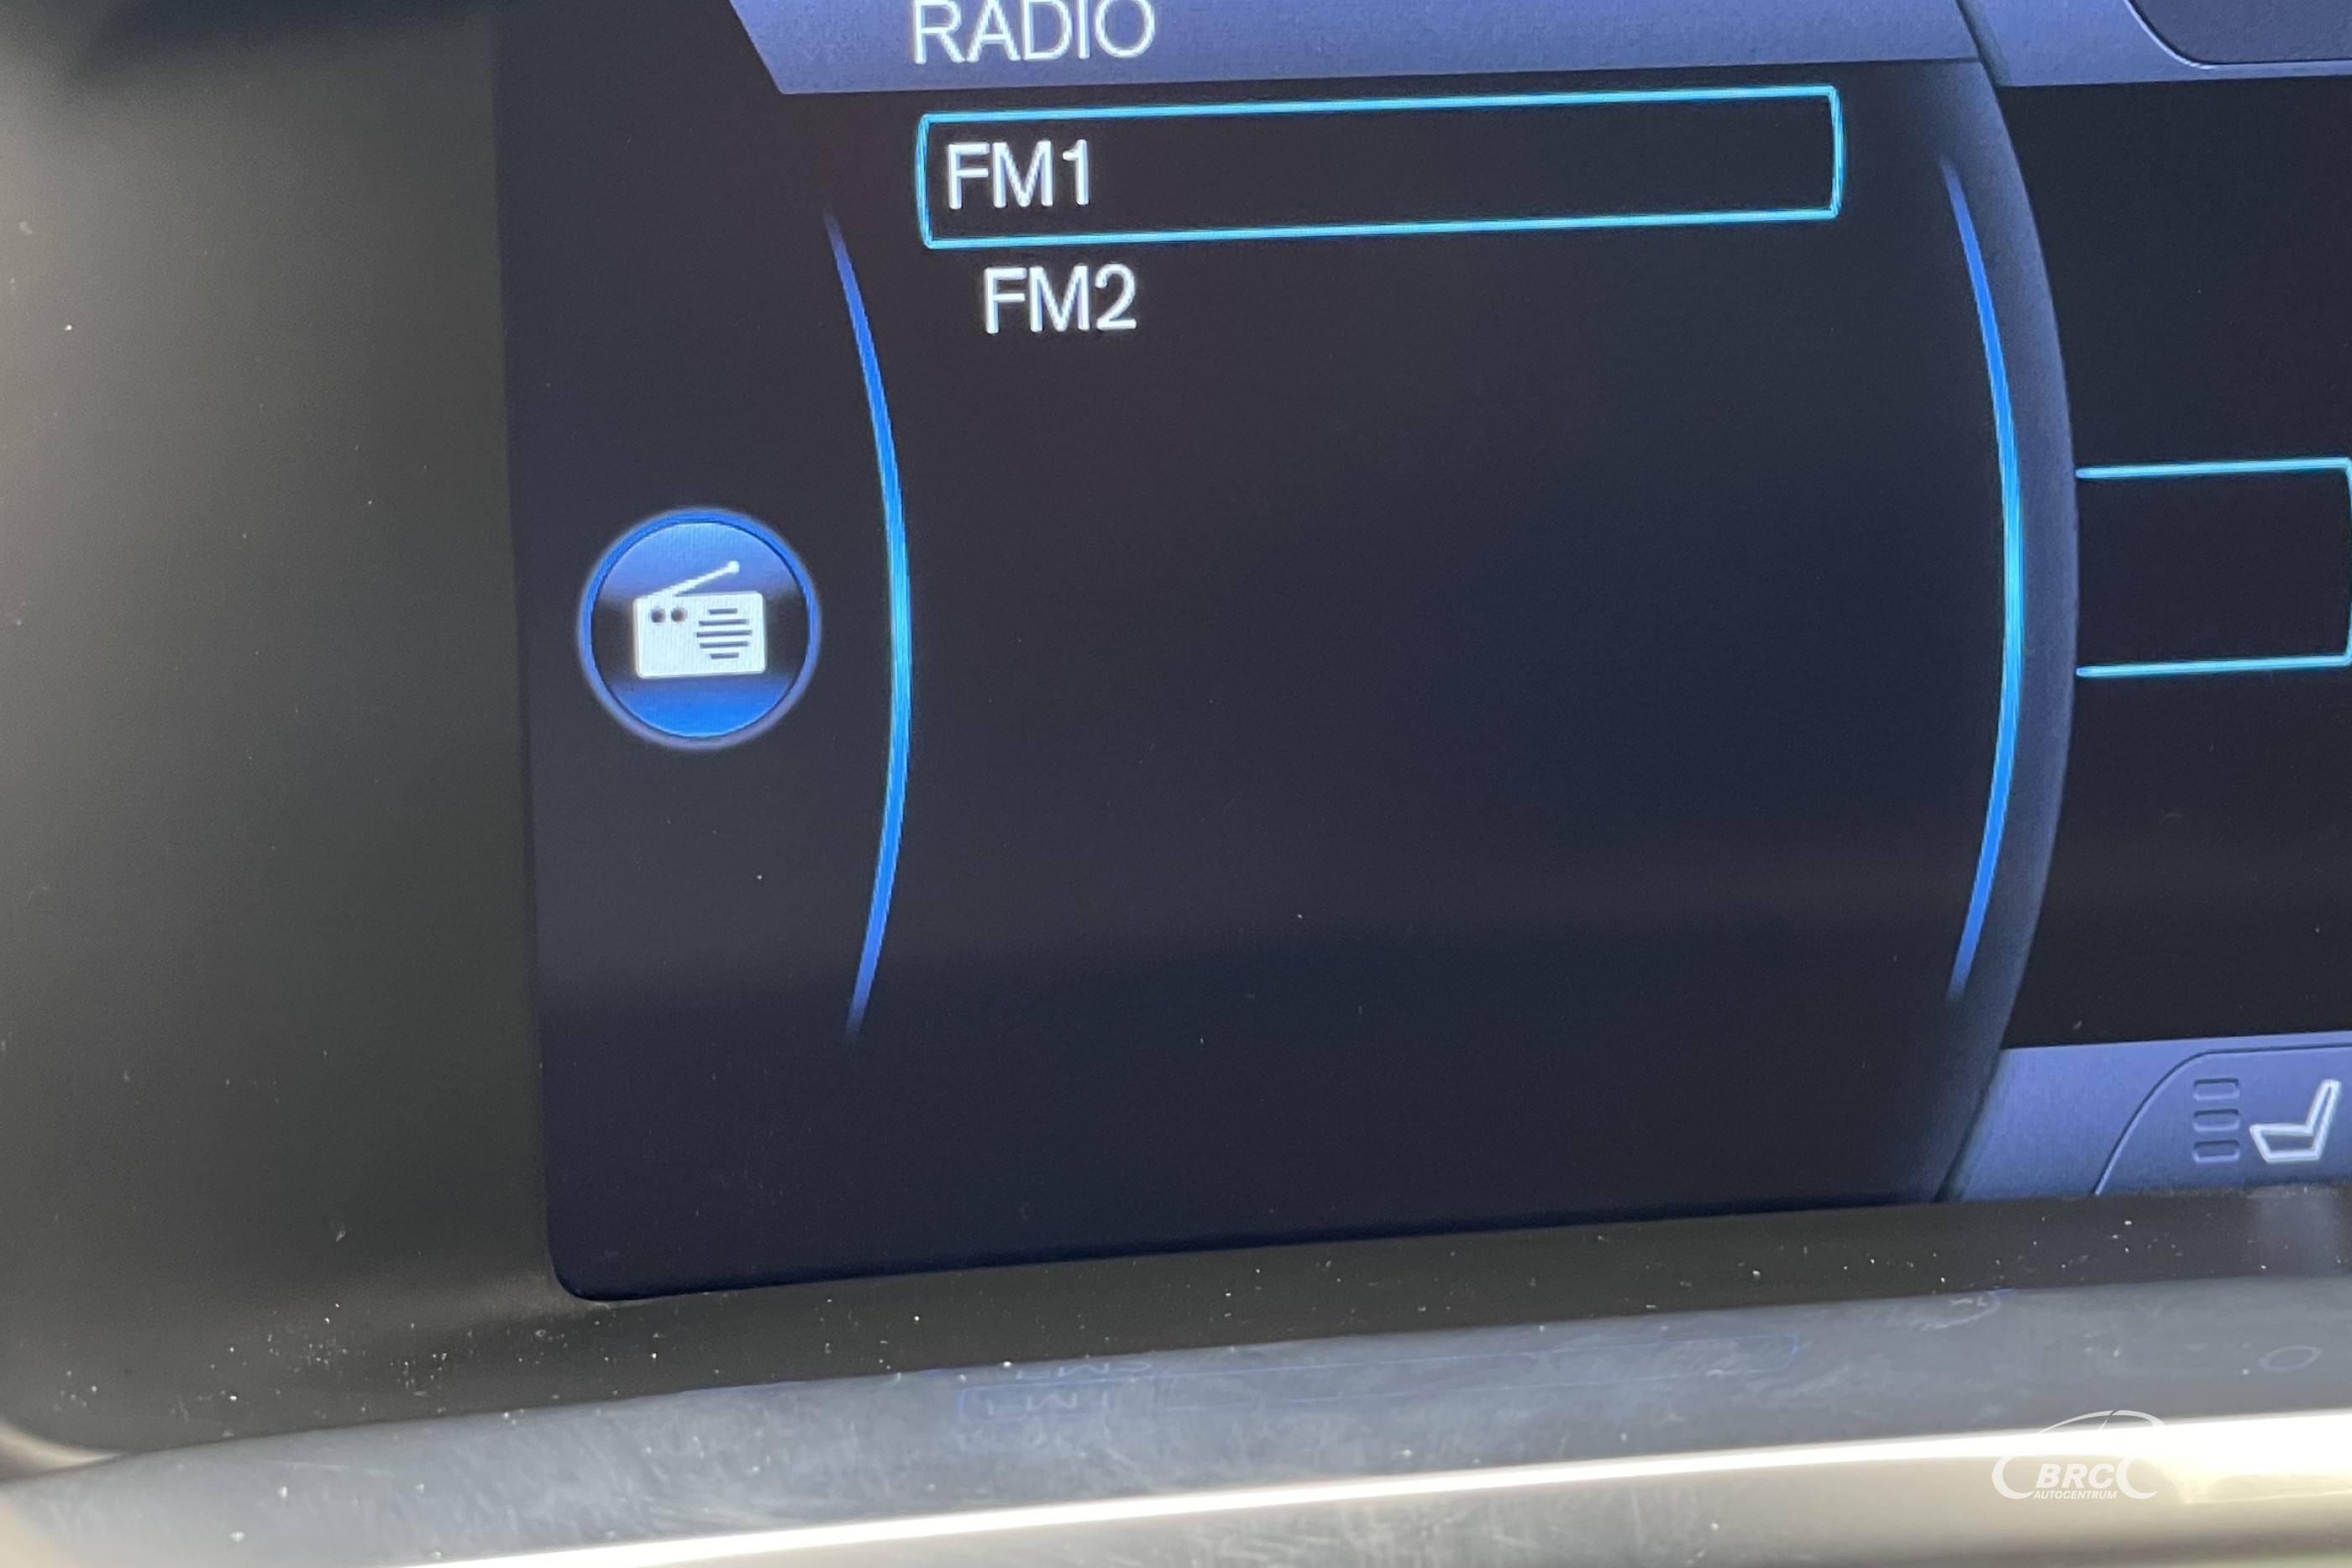 RADIO
FM1
FM2
BRC
AUTOCENTRUM